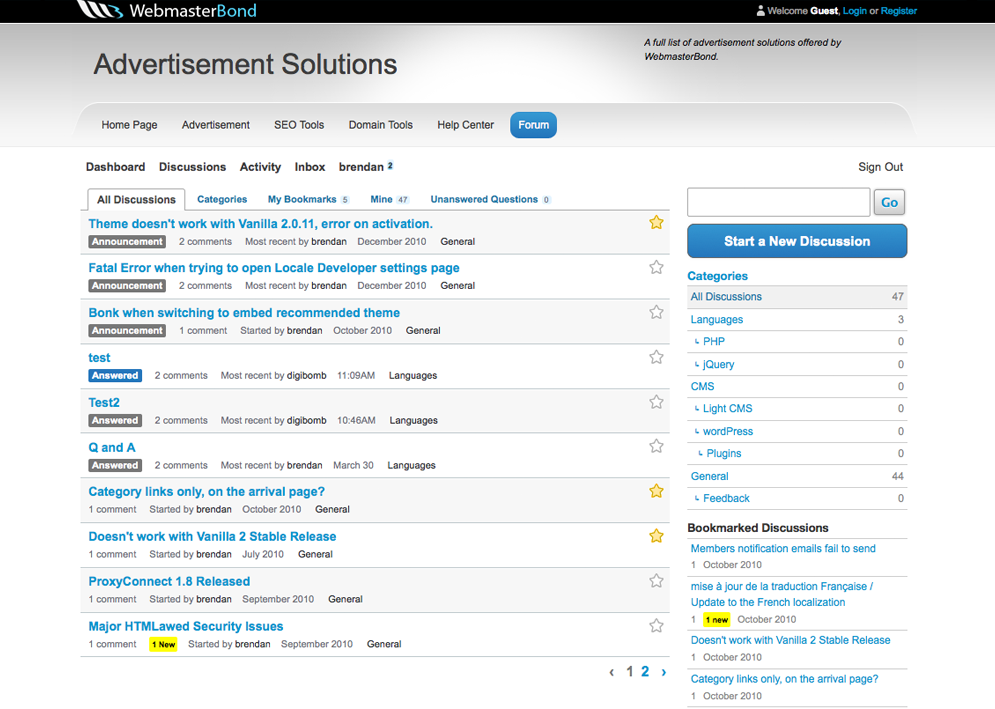 WebmasterBond
Welcome Guest, Login or Register
Advertisement Solutions
A full list of advertisement solutions offered by
WebmasterBond.
Home Page Advertisement SEO Tools Domain Tools Help Center Forum
Dashboard Discussions Activity Inbox brendan 2
Sign Out
All Discussions Categories My Bookmarks 5 Mine 47 Unanswered Questions 0
Theme doesn't work with Vanilla 2.0.11, error on activation.
Announcement 2 comments Most recent by brendan December 2010 General
Fatal Error when trying to open Locale Developer settings page
Announcement 2 comments Most recent by brendan December 2010 General
Bonk when switching to embed recommended theme
Announcement 1 comment Started by brendan October 2010 General
test
Answered 2 comments Most recent by digibomb 11:09AM Languages
Test2
Answered 2 comments Most recent by digibomb 10:46AM Languages
Q and A
Answered 2 comments Most recent by brendan March 30 Languages
Category links only, on the arrival page?
1 comment Started by brendan October 2010 General
Doesn't work with Vanilla 2 Stable Release
1 comment Started by brendan July 2010 General
ProxyConnect 1.8 Released
1 comment Started by brendan September 2010 General
Major HTMLawed Security Issues
1 comment 1 New Started by brendan September 2010 General
‹ 1 2 ›
Go
Start a New Discussion
Categories
All Discussions 47
Languages 3
↳ PHP 0
↳ jQuery 0
CMS 0
↳ Light CMS 0
↳ wordPress 0
↳ Plugins 0
General 44
↳ Feedback 0
Bookmarked Discussions
Members notification emails fail to send
1 October 2010
mise à jour de la traduction Française /
Update to the French localization
1 1 new October 2010
Doesn't work with Vanilla 2 Stable Release
1 October 2010
Category links only, on the arrival page?
1 October 2010